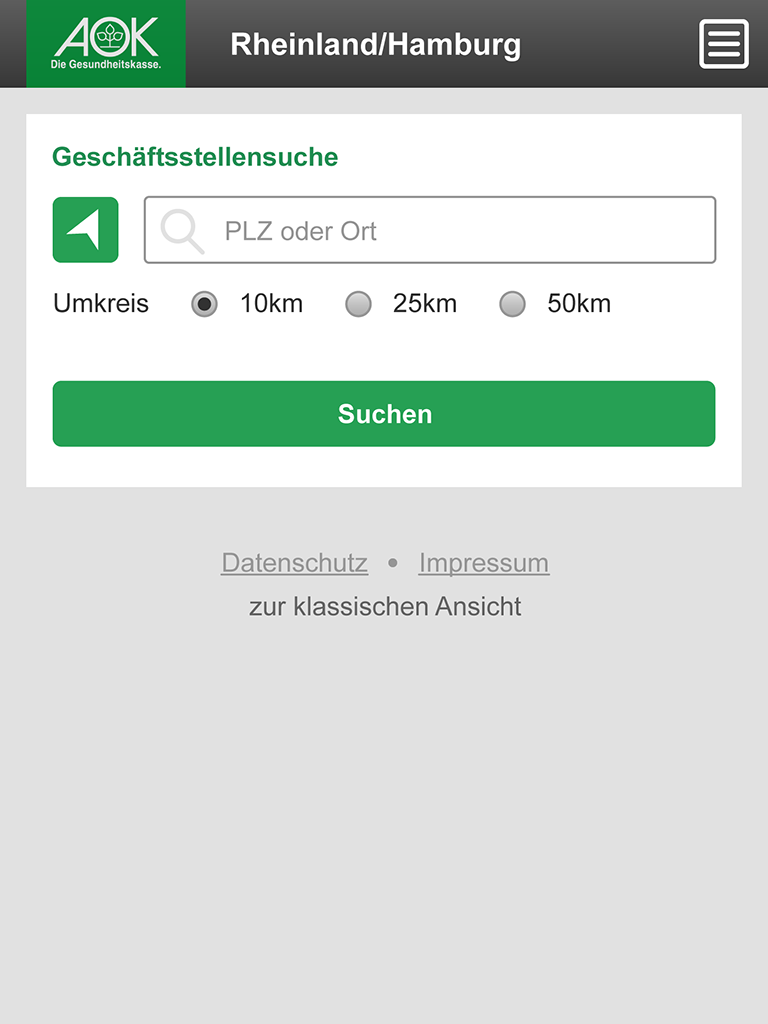 AOK
Die Gesundheitskasse.
Rheinland/Hamburg
Geschäftsstellensuche
PLZ oder Ort
Umkreis 10km 25km 50km
Suchen
Datenschutz • Impressum
zur klassischen Ansicht